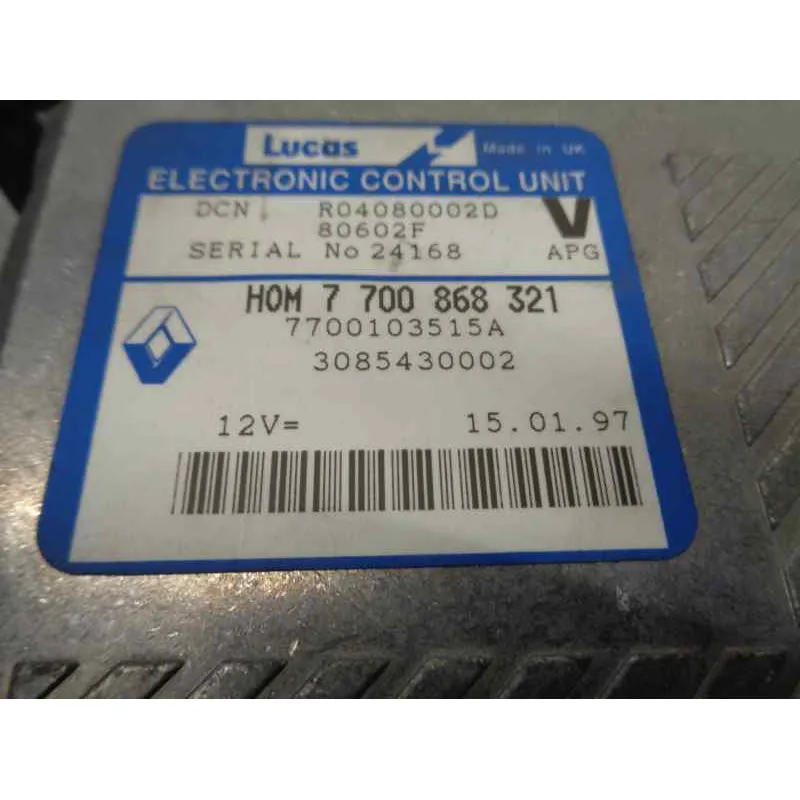 Lucas Made in UK
ELECTRONIC CONTROL UNIT
DCN R04080002D V
80602F
SERIAL No 24168 APG
HOM 7 700 868 321
7700103515A
3085430002
12V= 15.01.97